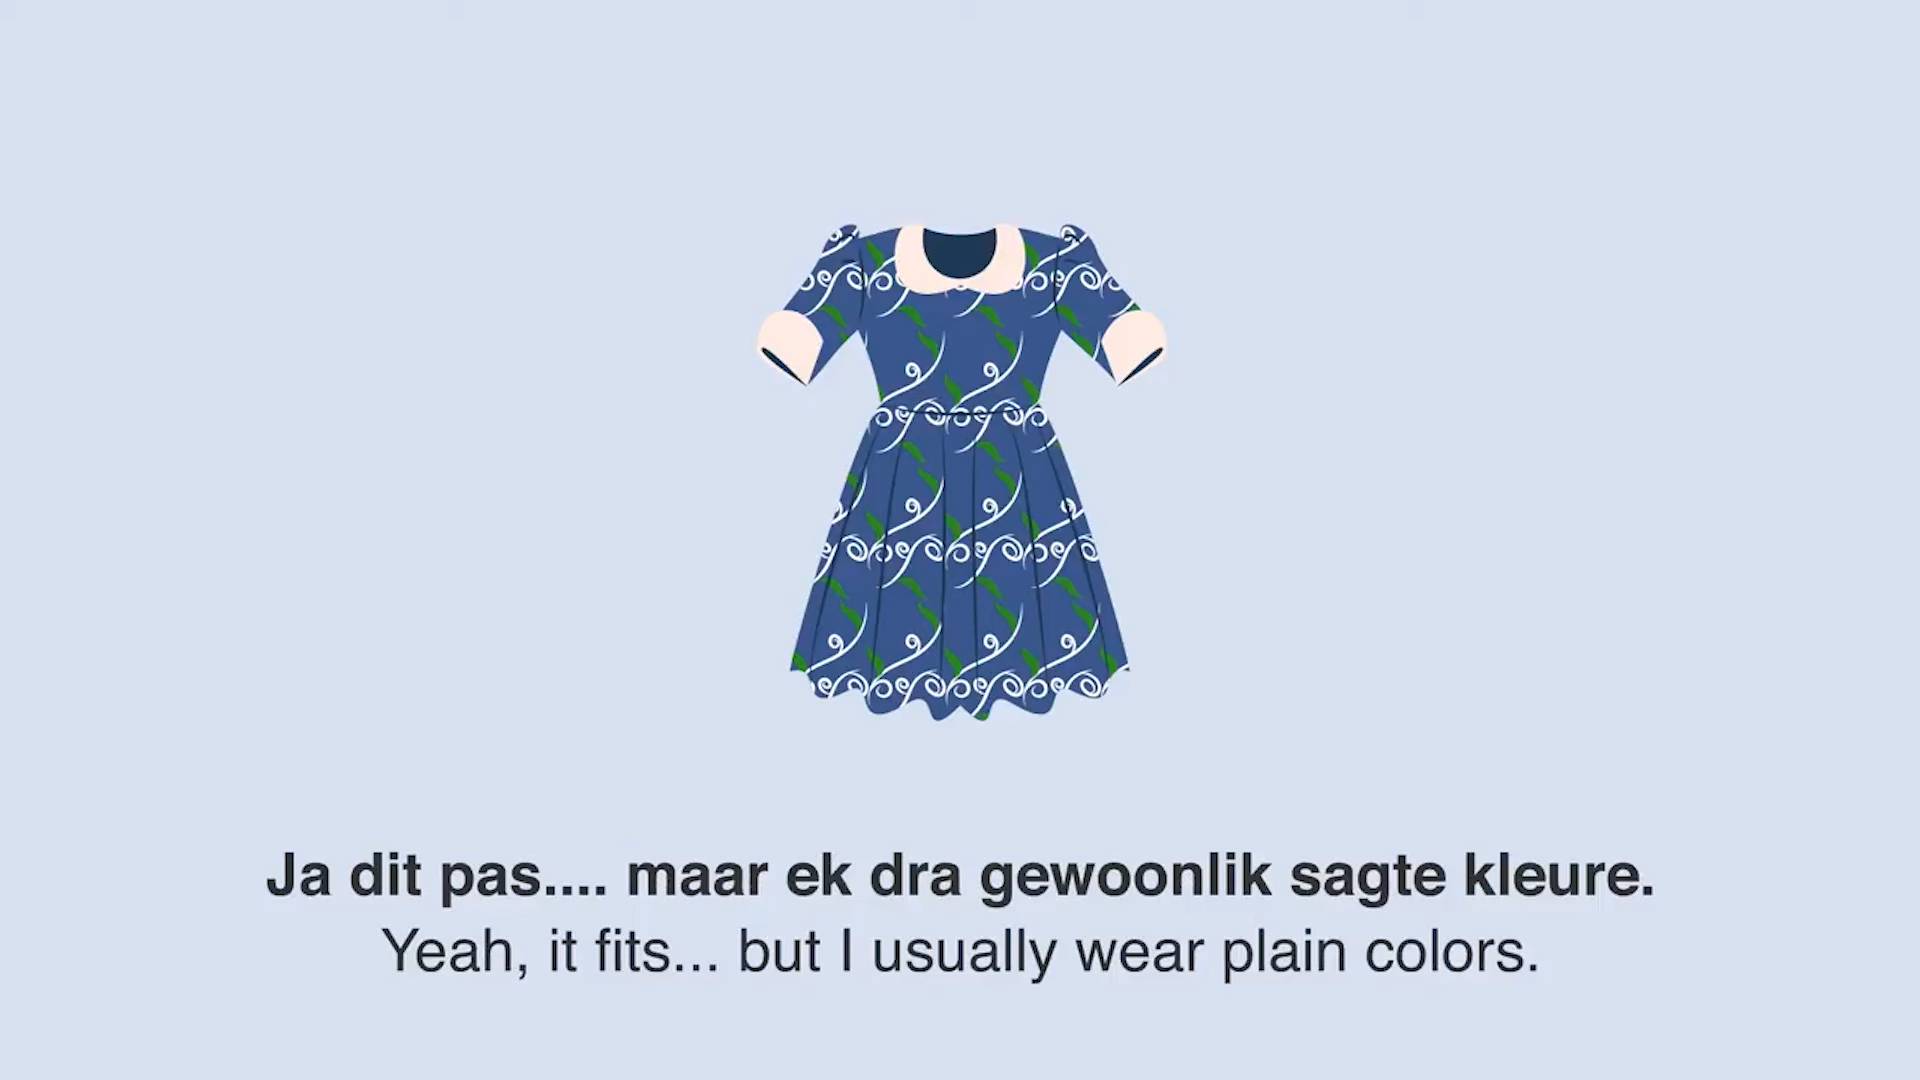 Ja dit pas.... maar ek dra gewoonlik sagte kleure.
Yeah, it fits... but I usually wear plain colors.